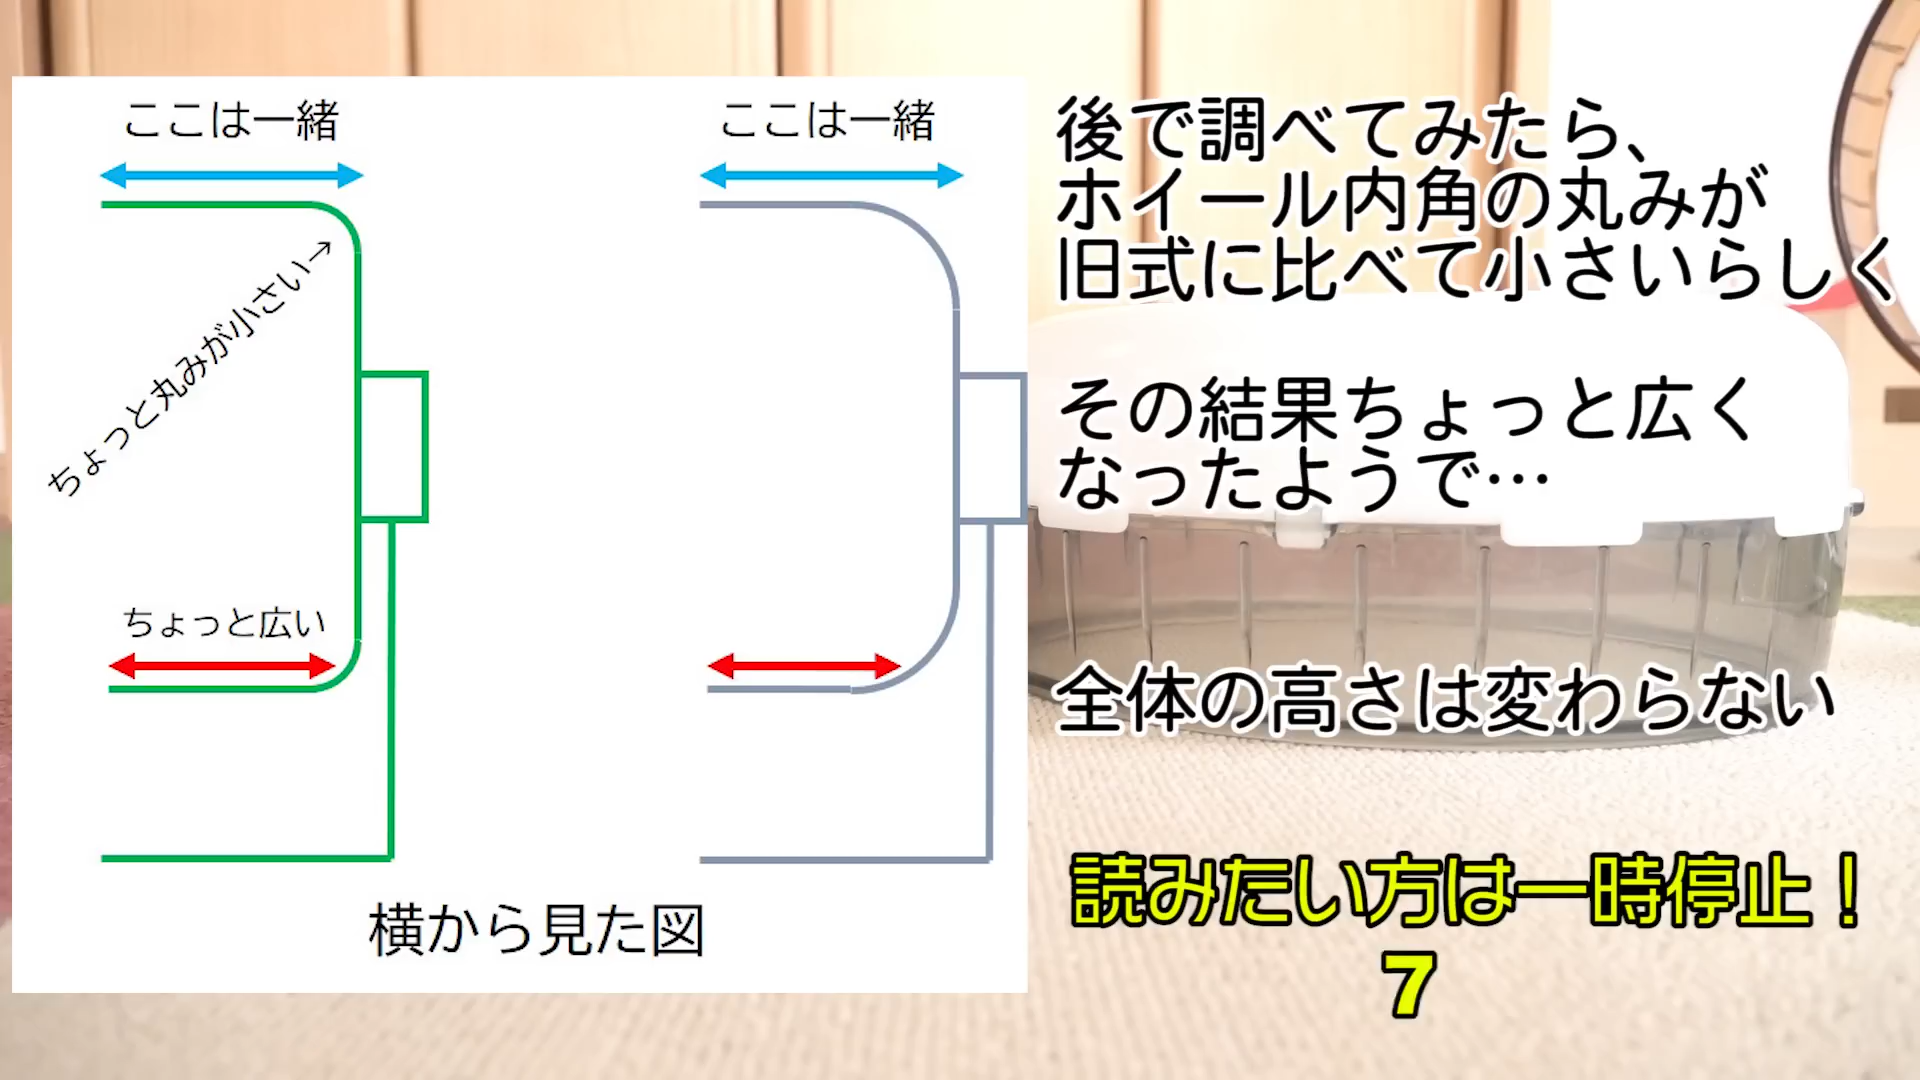 ここは一緒
ここは一緒
ちょっと丸みが小さい→
ちょっと広い
横から見た図
後で調べてみたら、
ホイール内角の丸みが
旧式に比べて小さいらしく
その結果ちょっと広く
なったようで…
全体の高さは変わらない
読みたい方は一時停止！
7